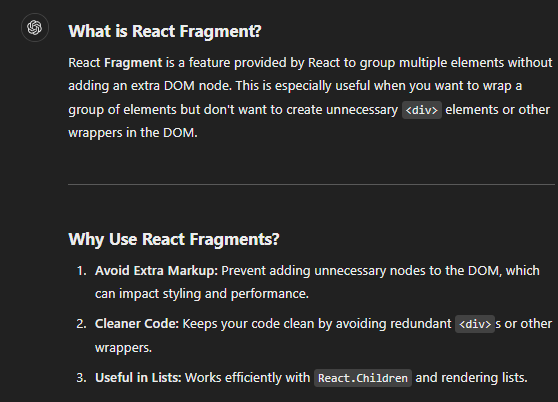 What is React Fragment?
React Fragment is a feature provided by React to group multiple elements without
adding an extra DOM node. This is especially useful when you want to wrap a
group of elements but don't want to create unnecessary <div> elements or other
wrappers in the DOM.
Why Use React Fragments?
1. Avoid Extra Markup: Prevent adding unnecessary nodes to the DOM, which
can impact styling and performance.
2. Cleaner Code: Keeps your code clean by avoiding redundant <div>s or other
wrappers.
3. Useful in Lists: Works efficiently with React.Children and rendering lists.